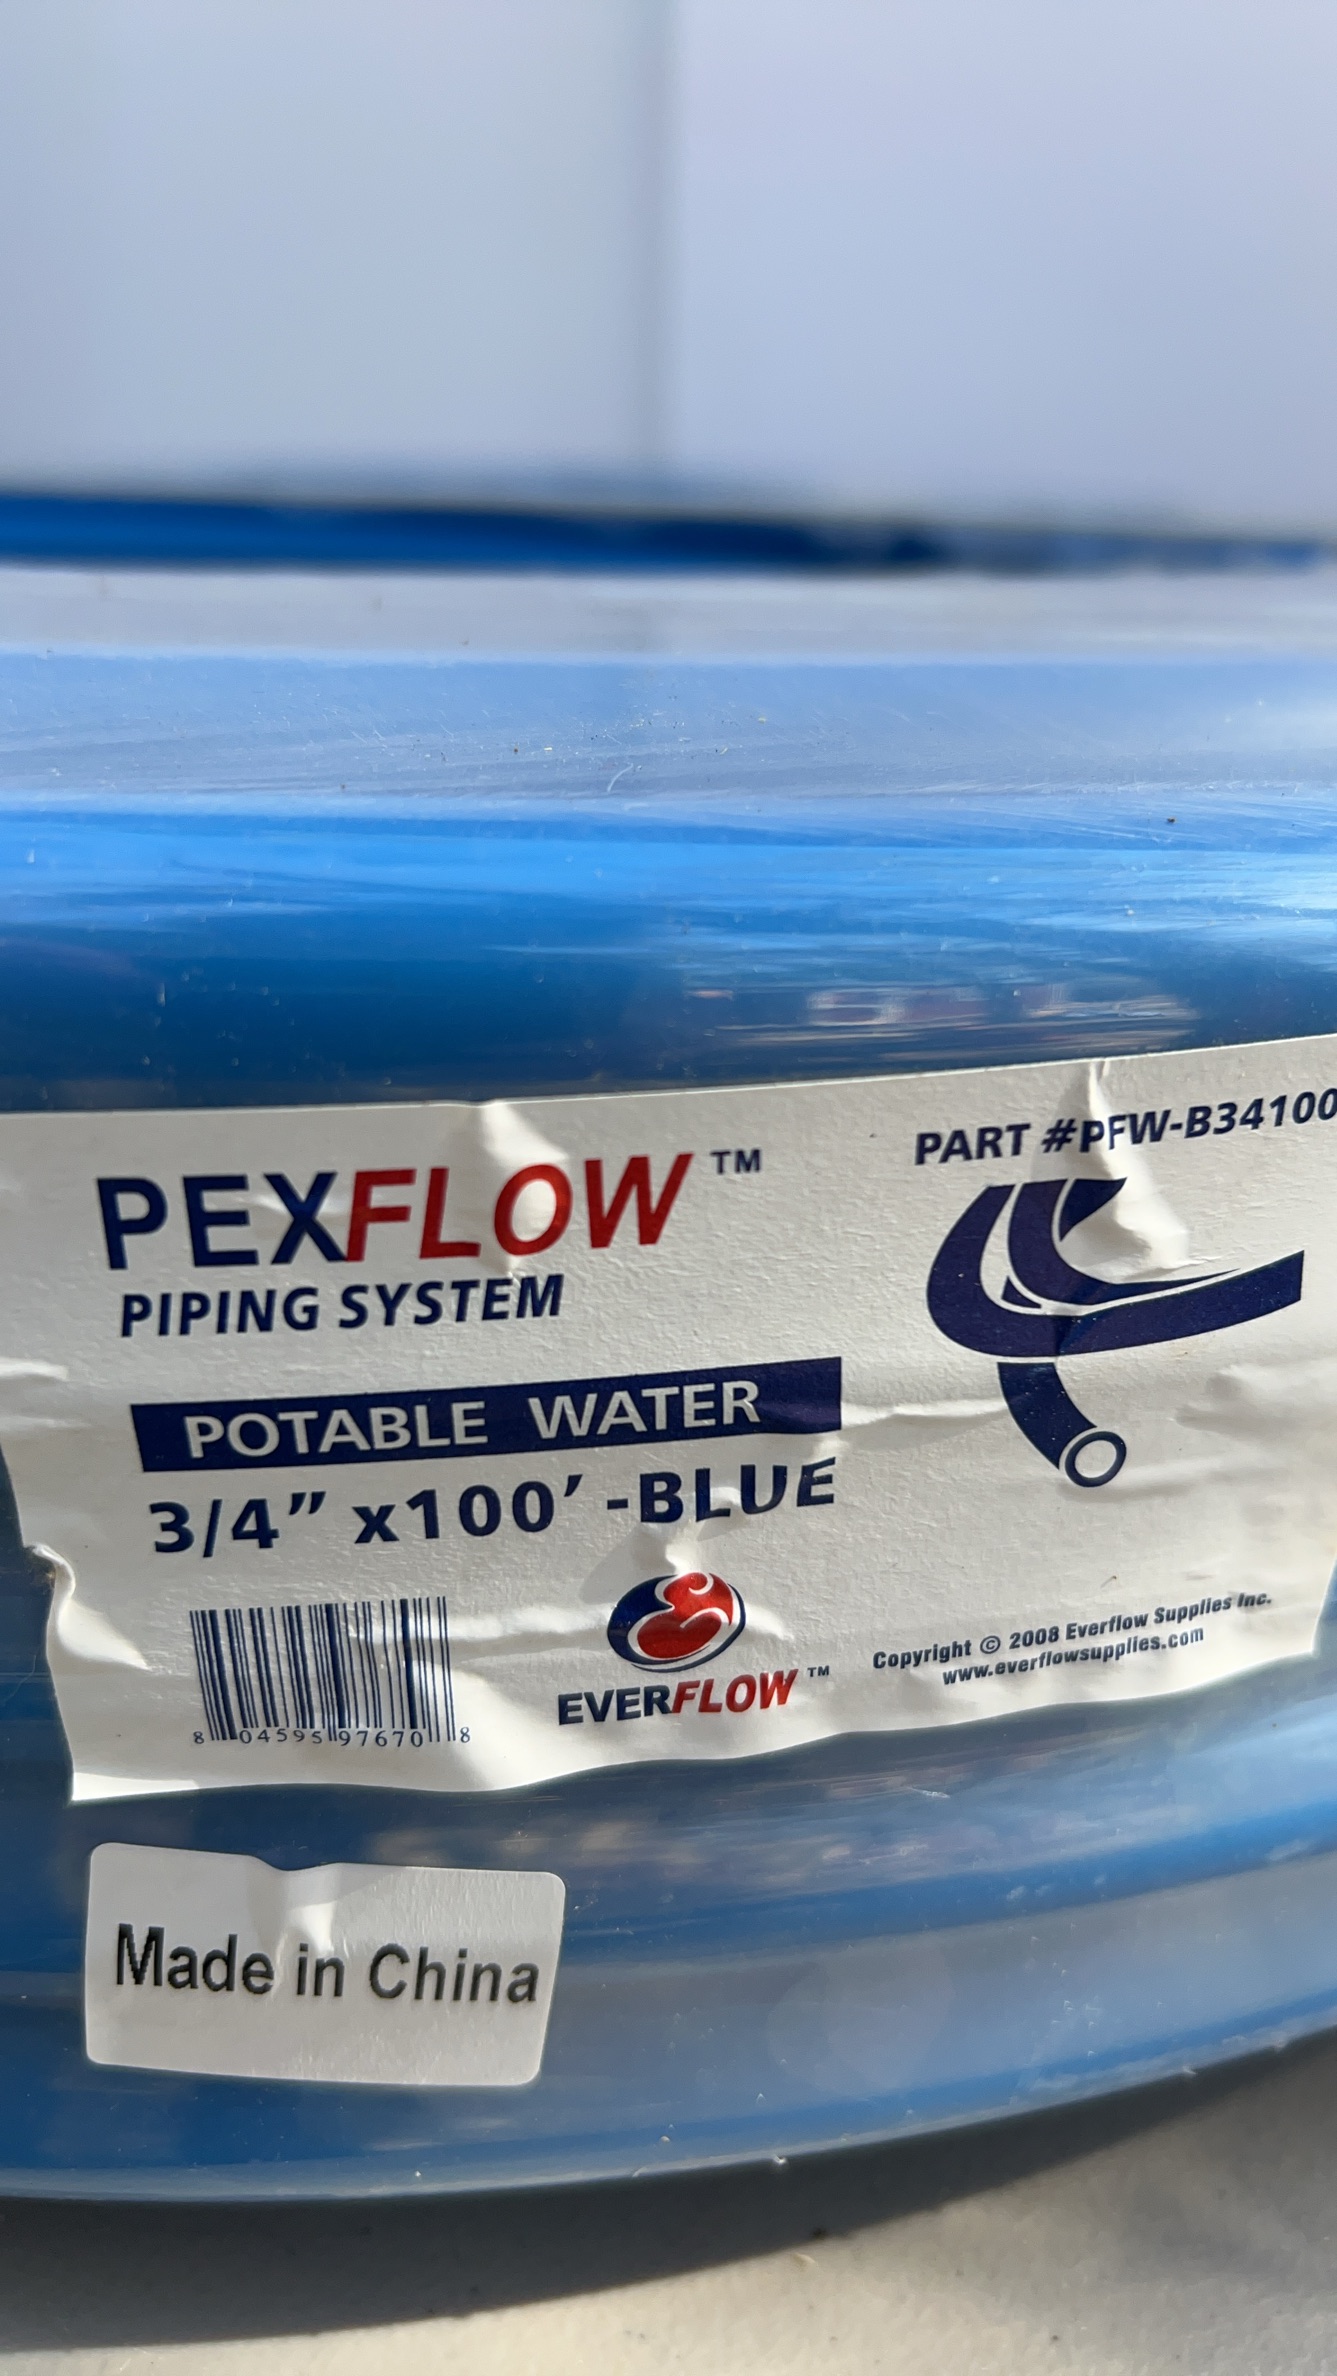 PEXFLOW™
PART #PFW-B34100
PIPING SYSTEM
POTABLE WATER
3/4” x100’ -BLUE
EVERFLOW™
Copyright © 2008 Everflow Supplies Inc.
www.everflowsupplies.com
8 04595 97670 8
Made in China